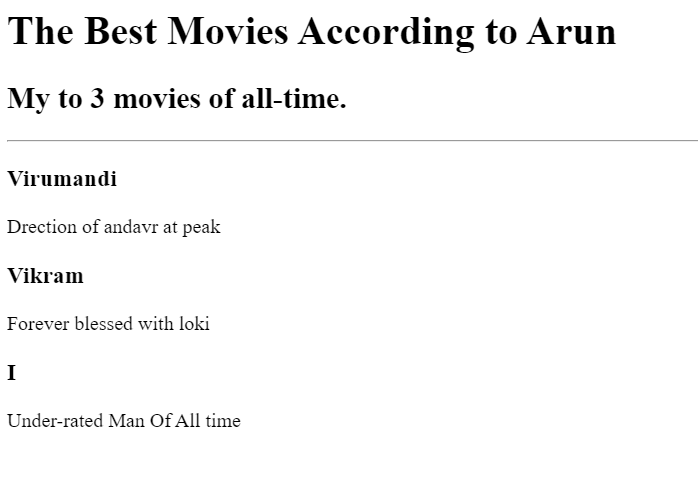 The Best Movies According to Arun
My to 3 movies of all-time.
Virumandi
Drection of andavr at peak
Vikram
Forever blessed with loki
I
Under-rated Man Of All time